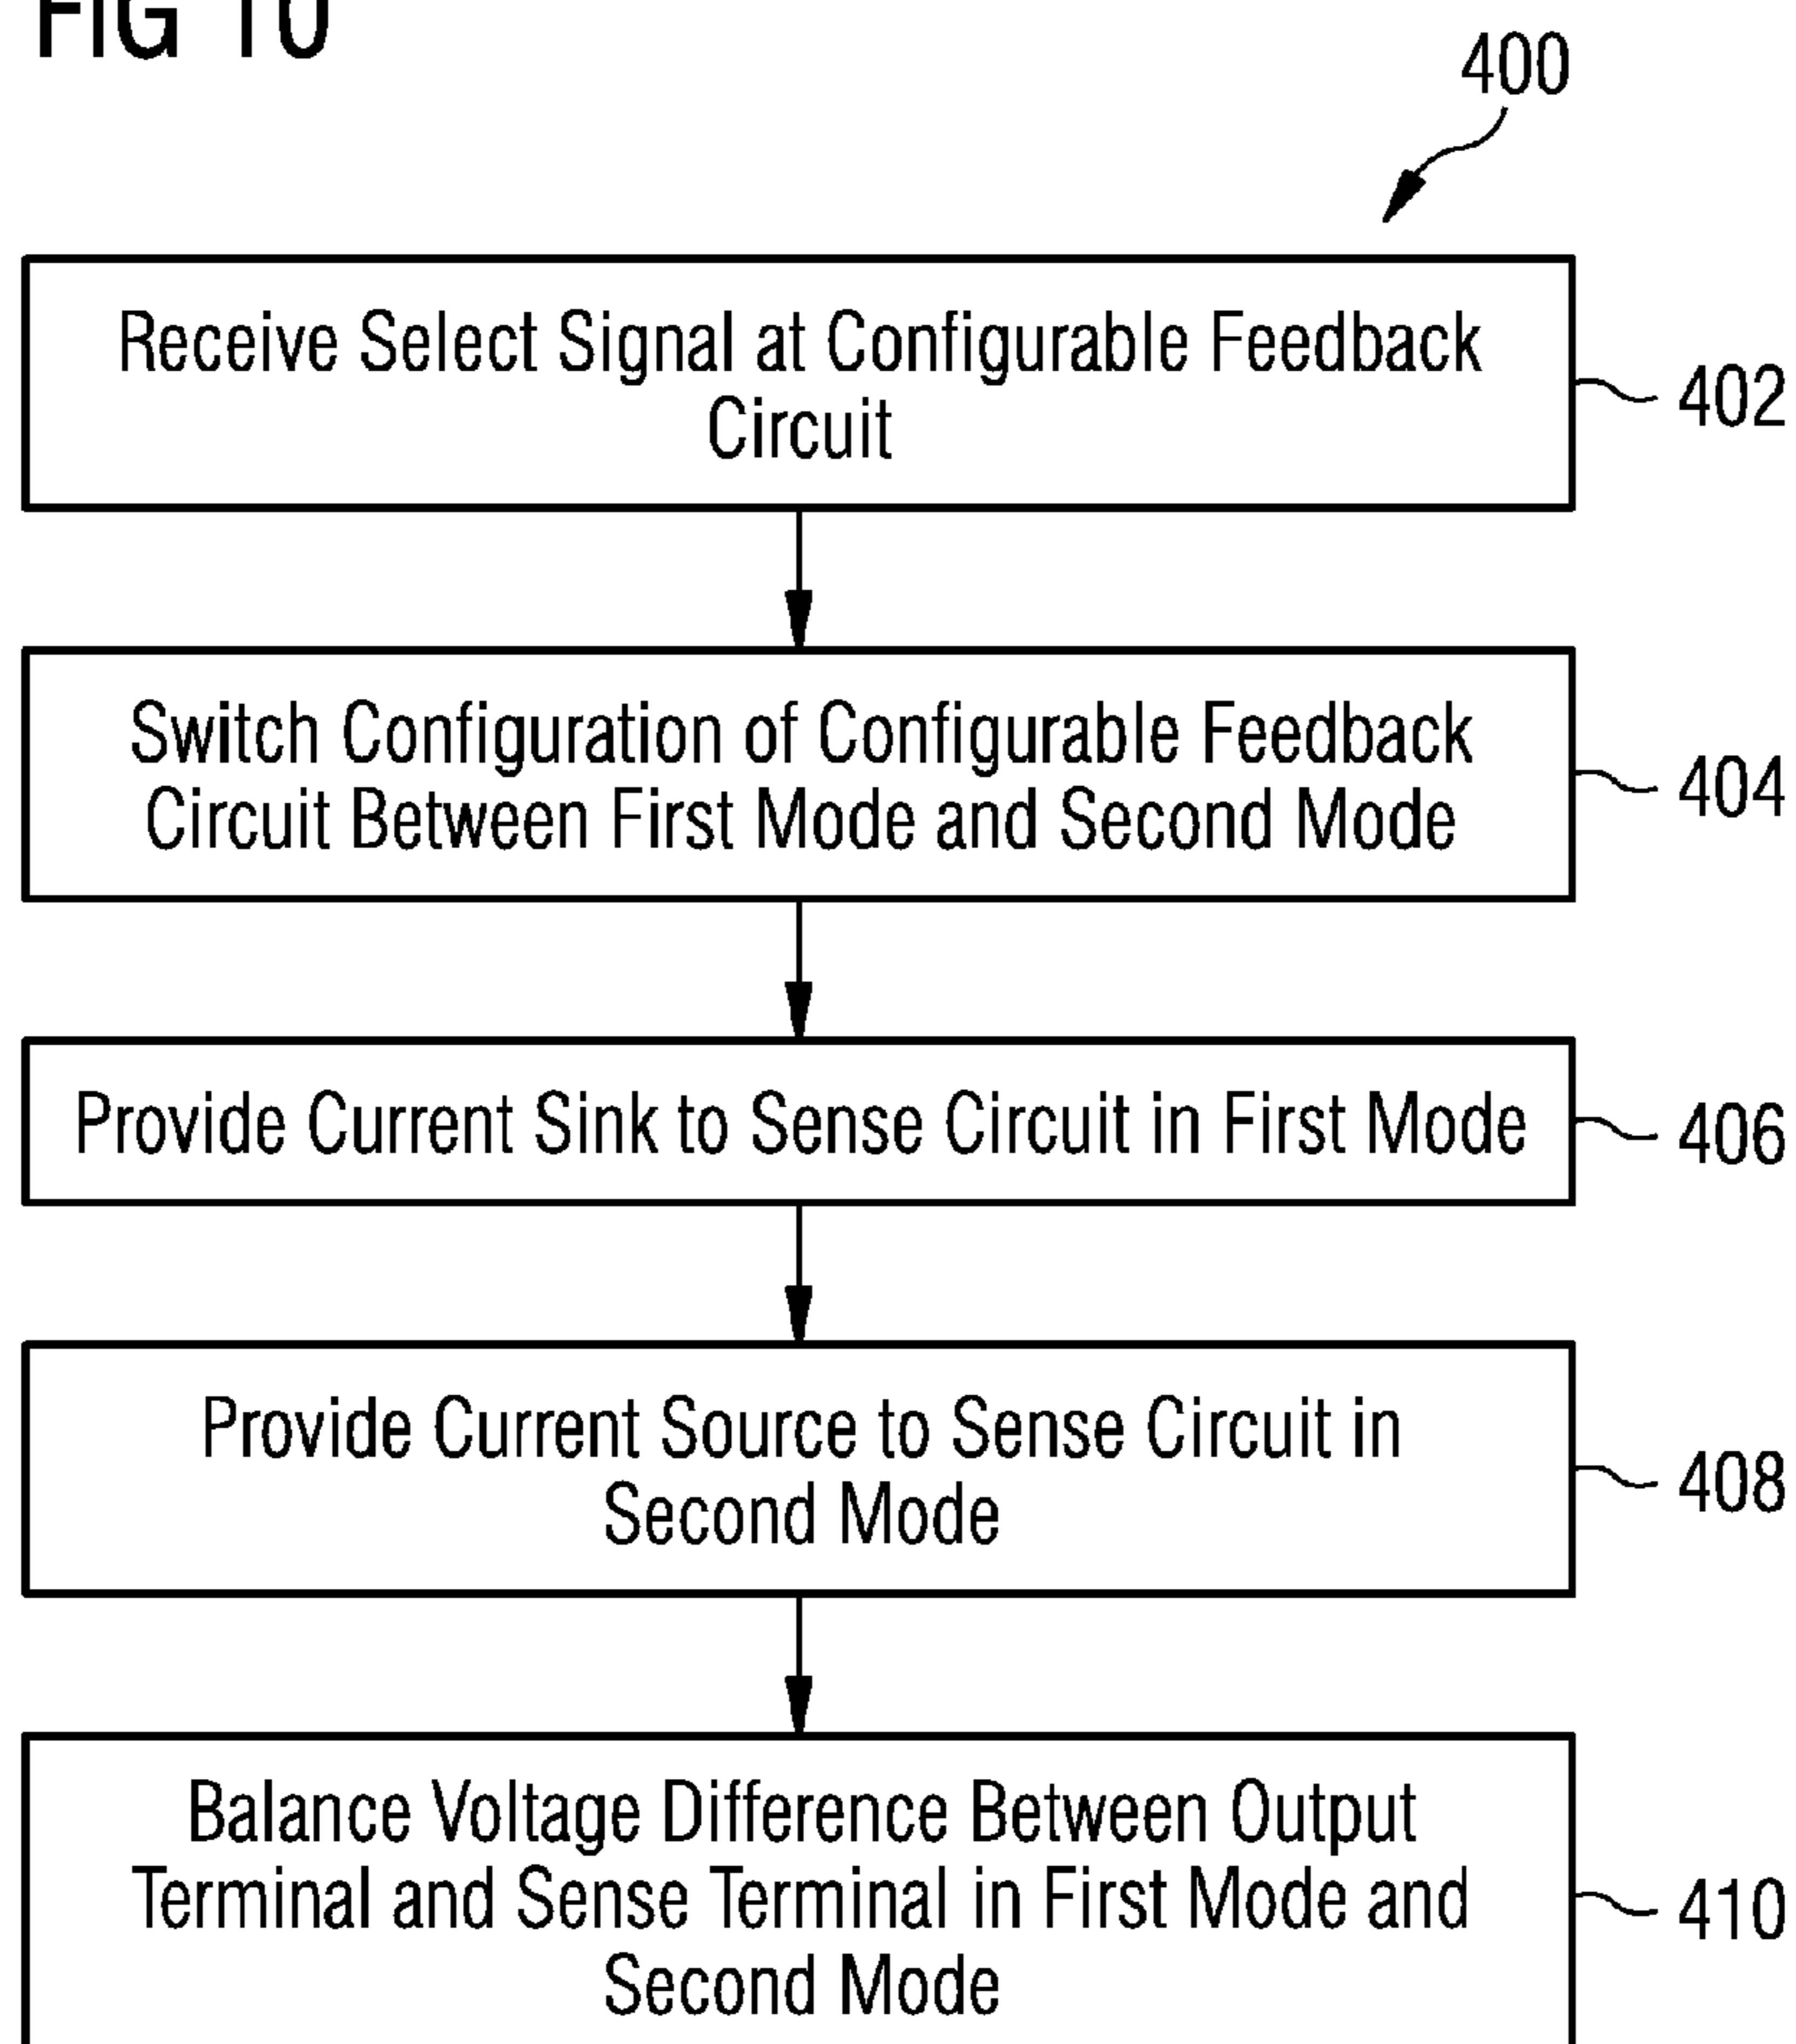 FIG 10
400
Receive Select Signal at Configurable Feedback
Circuit
402
Switch Configuration of Configurable Feedback
Circuit Between First Mode and Second Mode
404
Provide Current Sink to Sense Circuit in First Mode
406
Provide Current Source to Sense Circuit in
Second Mode
408
Balance Voltage Difference Between Output
Terminal and Sense Terminal in First Mode and
Second Mode
410